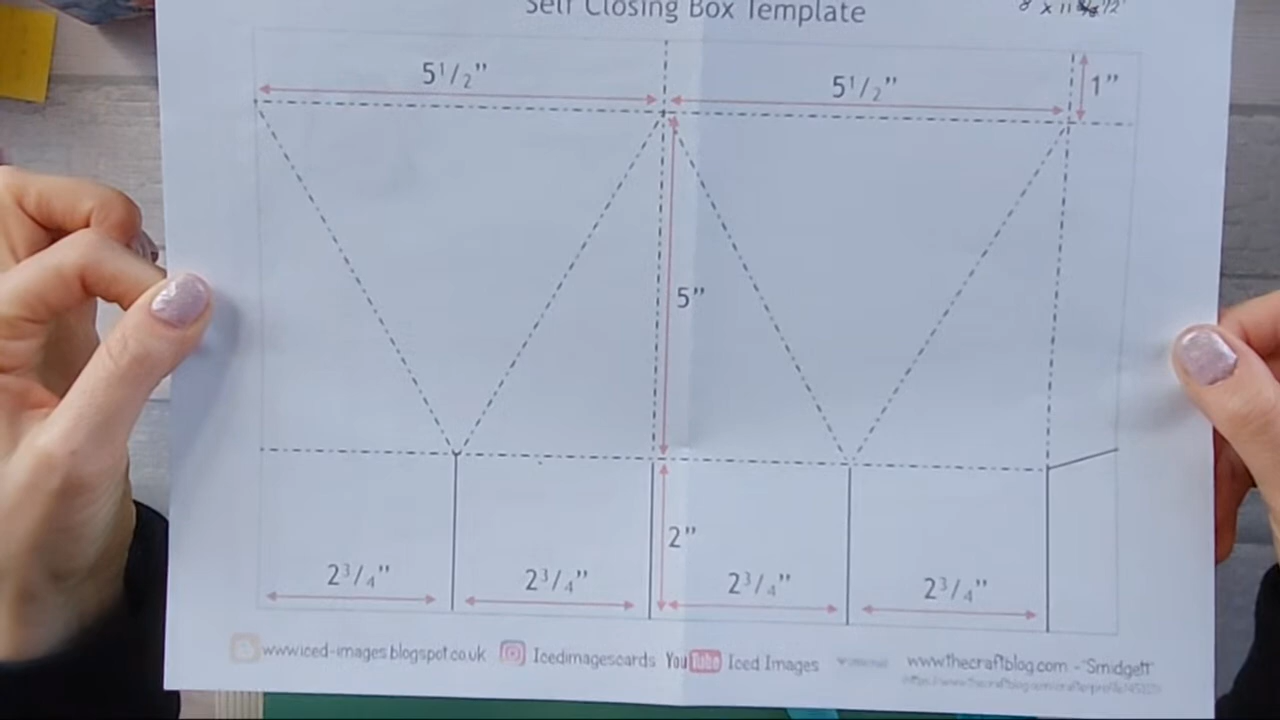 Self Closing Box Template
5 1/2" 5 1/2" 1"
5"
2"
2 3/4" 2 3/4" 2 3/4" 2 3/4"
www.iced-images.blogspot.co.uk Icedimagescards YouTube Iced Images www.thecraftblog.com -"Smidgett"